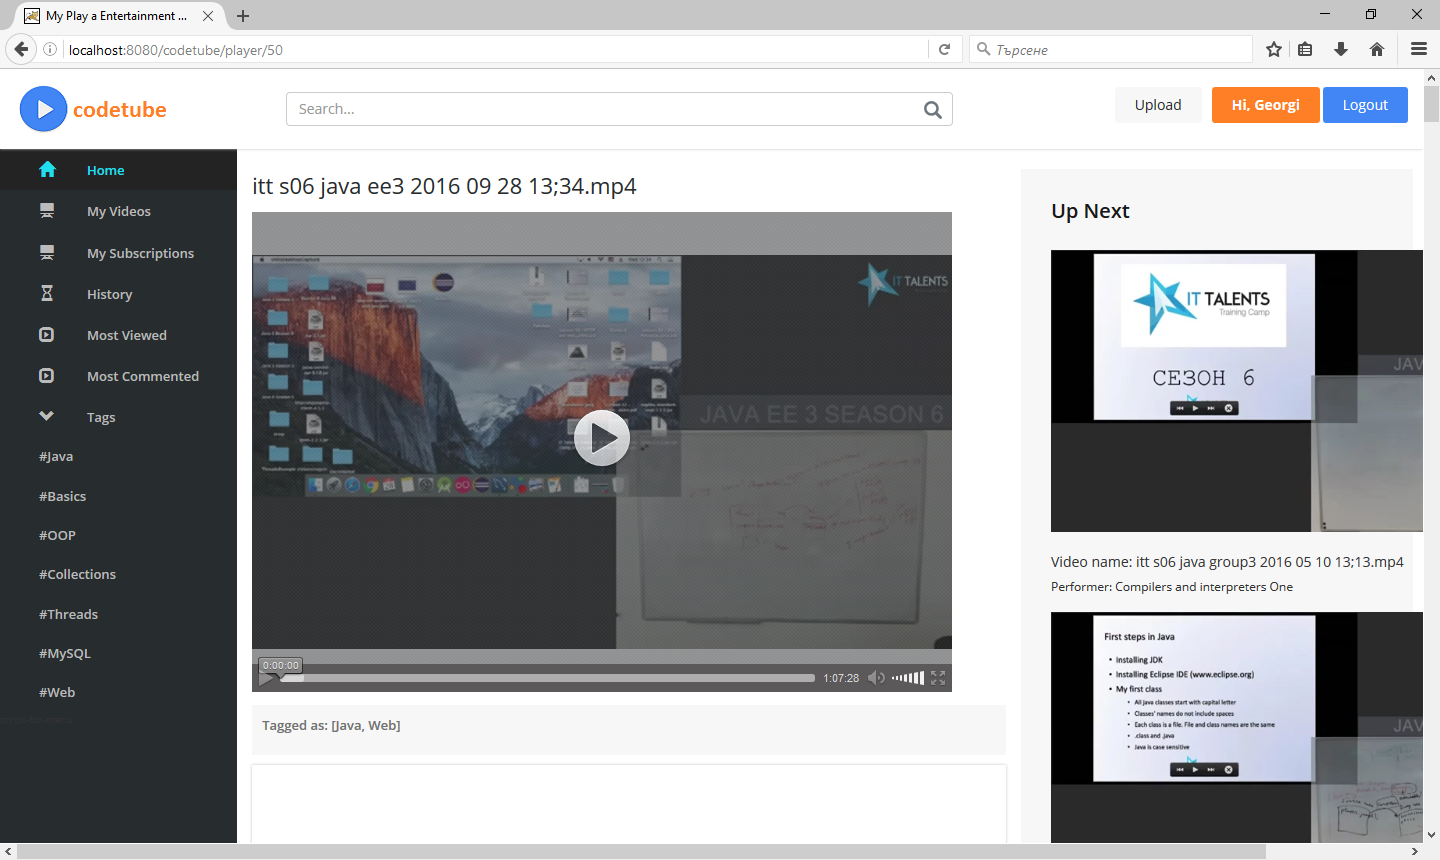 My Play a Entertainment ...
localhost:8080/codetube/player/50
Търсене
codetube
Search...
Upload
Hi, Georgi
Logout
Home
My Videos
My Subscriptions
History
Most Viewed
Most Commented
Tags
#Java
#Basics
#OOP
#Collections
#Threads
#MySQL
#Web
itt s06 java ee3 2016 09 28 13;34.mp4
IT TALENTS
JAVA EE 3 SEASON 6
0:00:00
1:07:28
Tagged as: [Java, Web]
Up Next
IT TALENTS
Training Camp
СЕЗОН 6
JAV
Video name: itt s06 java group3 2016 05 10 13;13.mp4
Performer: Compilers and interpreters One
First steps in Java
• Installing JDK
• Installing Eclipse IDE (www.eclipse.org)
• My first class
• All java classes start with capital letter
• Classes' names do not include spaces
• Each class is a file. File and class names are the same
• .class and .java
• Java is case sensitive
JAV